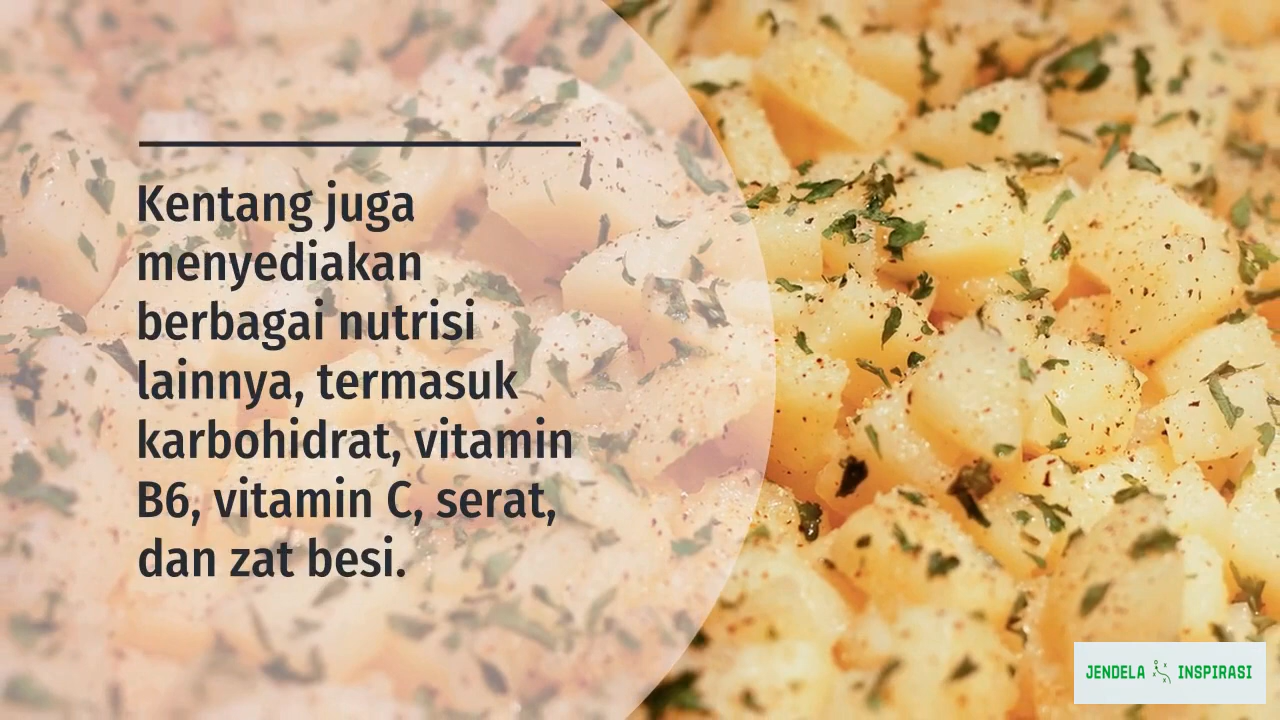 Kentang juga
menyediakan
berbagai nutrisi
lainnya, termasuk
karbohidrat, vitamin
B6, vitamin C, serat,
dan zat besi.
JENDELA INSPIRASI